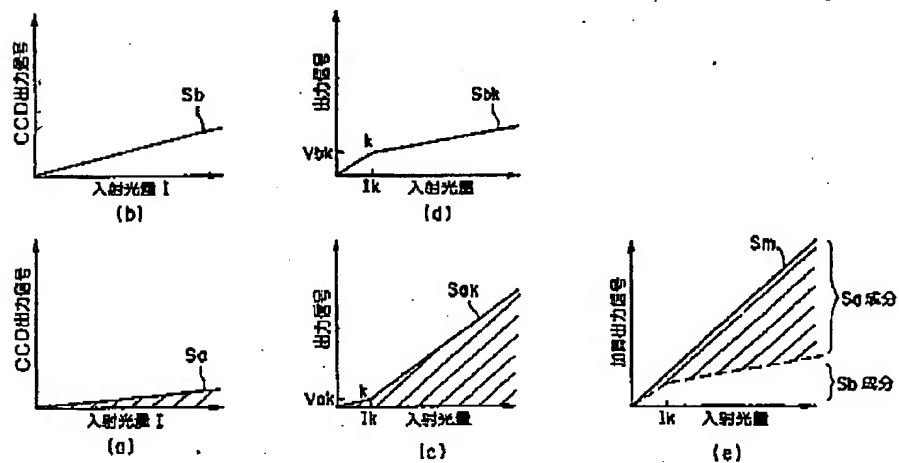 CCD出力信号
Sb
入射光量 I
(b)
出力信号
Sbk
Vbk
k
Ik
入射光量
(d)
CCD出力信号
Sa
入射光量 I
(a)
出力信号
Sak
Vak
k
Ik
入射光量
(c)
加算出力信号
Sm
Sa成分
Sb成分
Ik
入射光量
(e)